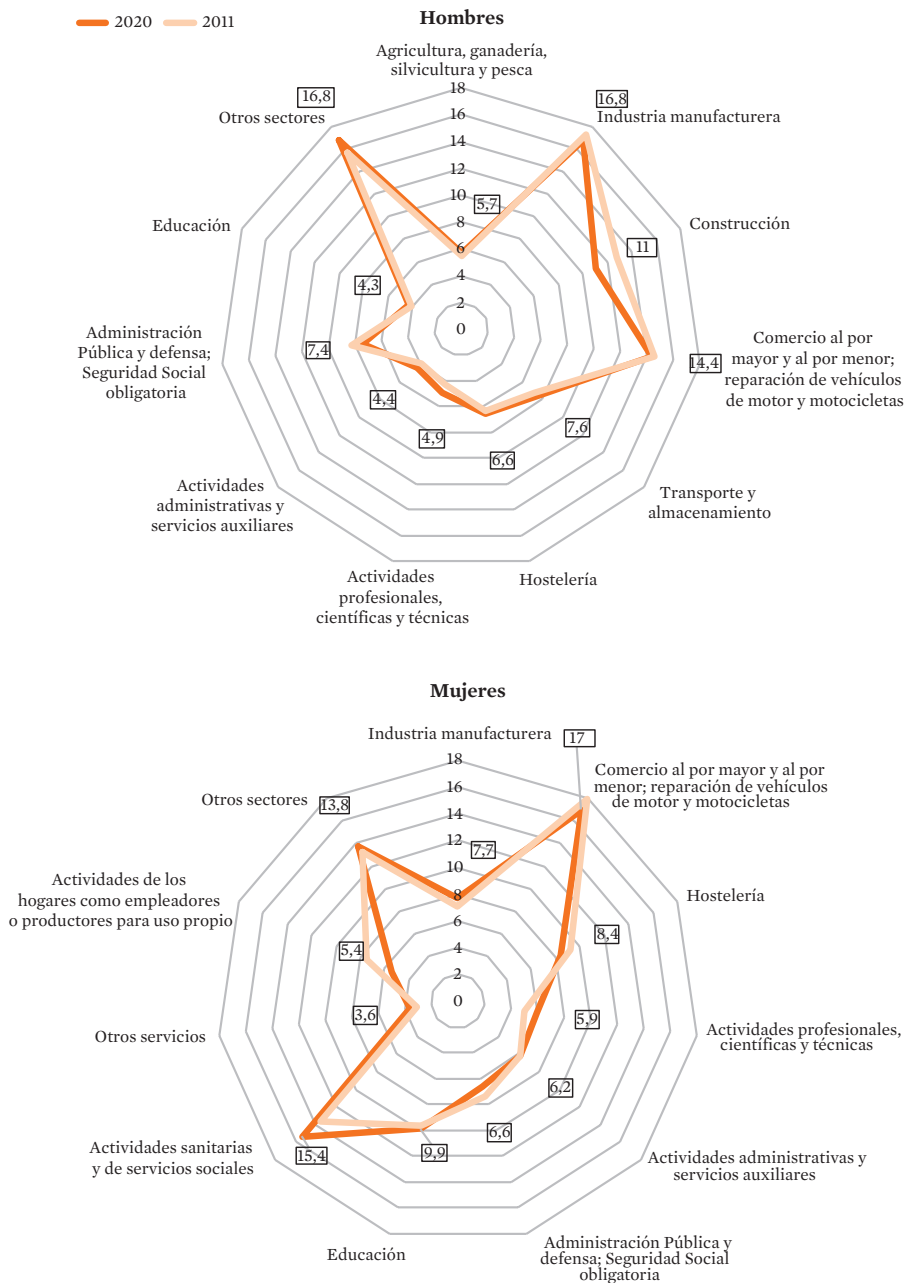 Hombres
2020
2011
Agricultura, ganadería,
silvicultura y pesca
16,8
Otros sectores
18
16
14
12
10
8
6
4
2
0
5,7
16,8
Industria manufacturera
Educación
Construcción
11
4,3
Administración
Pública y defensa;
Seguridad Social
obligatoria
7,4
Comercio al por
mayor y al por menor;
reparación de vehículos
de motor y motocicletas
14,4
4,4
4,9
6,6
7,6
Actividades
administrativas y
servicios auxiliares
Transporte y
almacenamiento
Actividades
profesionales,
científicas y técnicas
Hostelería
Mujeres
Industria manufacturera
17
Comercio al por mayor y al por
menor; reparación de vehículos
de motor y motocicletas
Otros sectores
13,8
18
16
14
12
10
8
6
4
2
0
7,7
Actividades de los
hogares como empleadores
o productores para uso propio
Hostelería
5,4
8,4
Otros servicios
3,6
5,9
Actividades profesionales,
científicas y técnicas
6,2
6,6
9,9
Actividades sanitarias
y de servicios sociales
15,4
Actividades administrativas y
servicios auxiliares
Educación
Administración Pública y
defensa; Seguridad Social
obligatoria